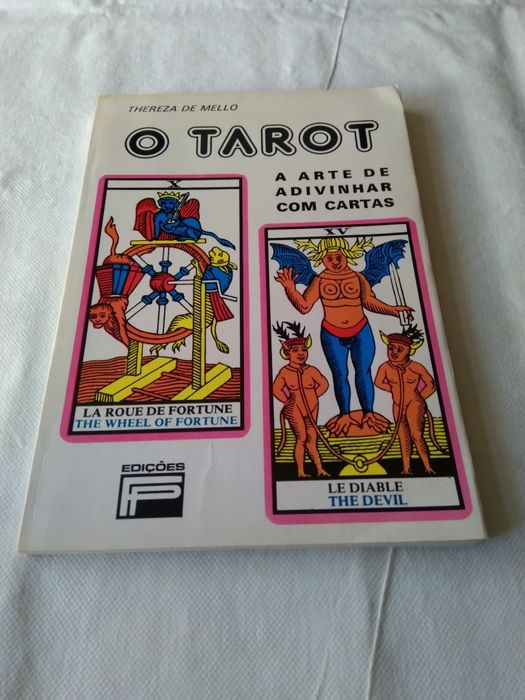 THEREZA DE MELLO
O TAROT
A ARTE DE
ADIVINHAR
COM CARTAS
X
LA ROUE DE FORTUNE
THE WHEEL OF FORTUNE
XV
LE DIABLE
THE DEVIL
EDIÇÕES
FP